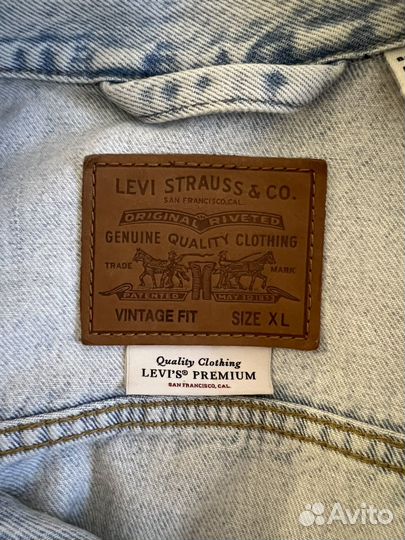 LEVI STRAUSS & CO.
SAN FRANCISCO, CAL.
ORIGINAL RIVETED
GENUINE QUALITY CLOTHING
TRADE MARK
PATENTED MAY 20 1873
VINTAGE FIT SIZE XL
Quality Clothing
LEVI'S® PREMIUM
SAN FRANCISCO, CAL.
Avito